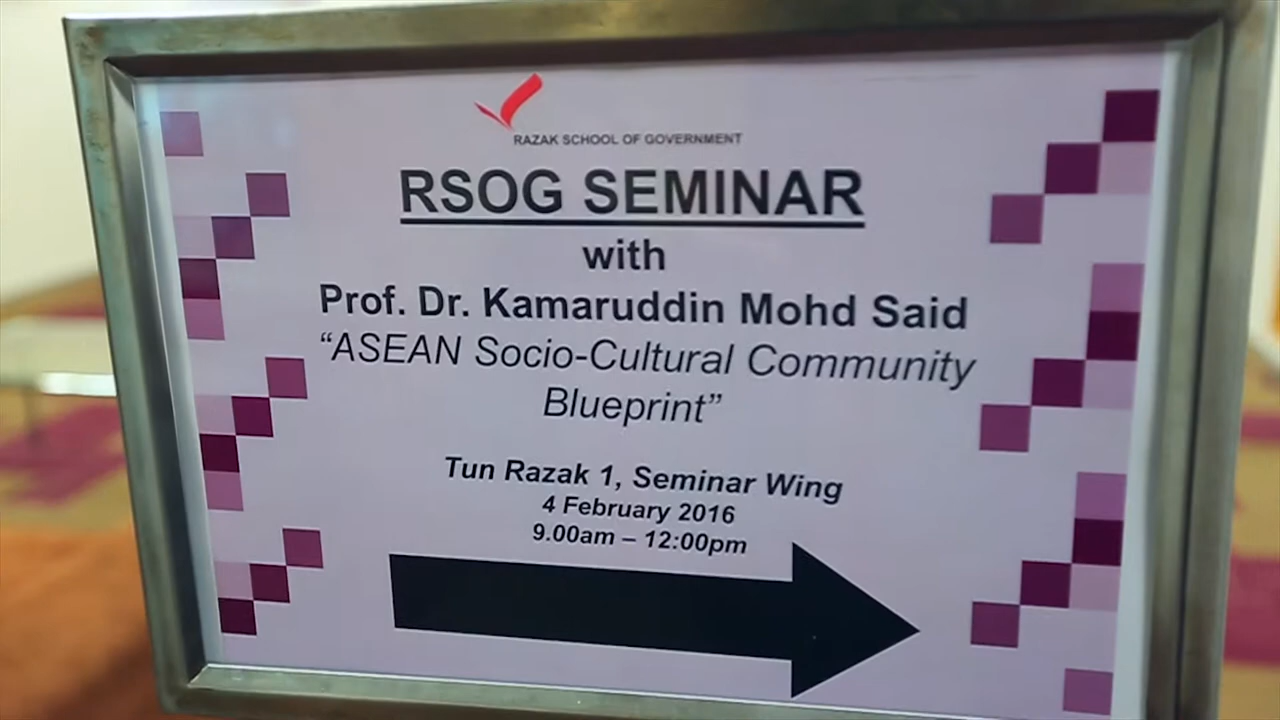 RAZAK SCHOOL OF GOVERNMENT
RSOG SEMINAR
with
Prof. Dr. Kamaruddin Mohd Said
“ASEAN Socio-Cultural Community
Blueprint”
Tun Razak 1, Seminar Wing
4 February 2016
9.00am – 12:00pm